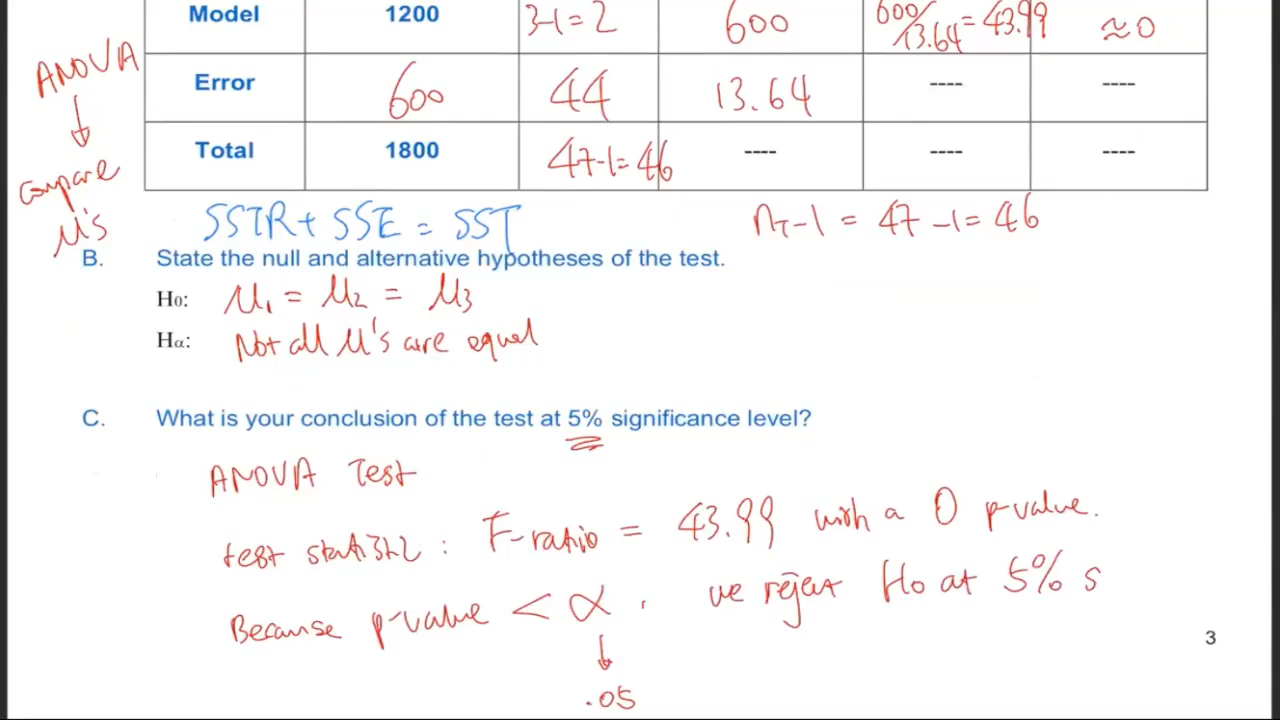 Model 1200 3-1=2 600 600/13.64=43.99 ≈0
ANOVA
Error 600 44 13.64 ---- ----
Total 1800 47-1=46 ---- ---- ----
compare
μ's
SSTR + SSE = SST nT-1 = 47-1 = 46
B. State the null and alternative hypotheses of the test.
H0: μ1 = μ2 = μ3
Hα: Not all μ's are equal
C. What is your conclusion of the test at 5% significance level?
ANOVA Test
test statistic : F-ratio = 43.99 with a 0 p-value.
Because p-value < α, we reject H0 at 5% s
.05
3